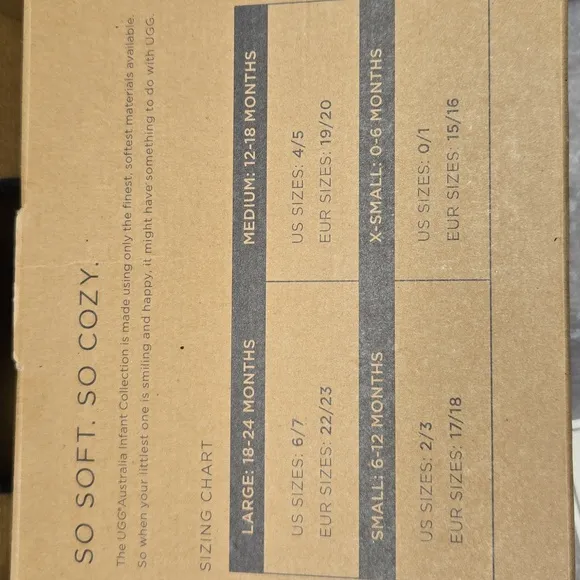 SO SOFT. SO COZY.
The UGG® Australia Infant Collection is made using only the finest, softest materials available.
So when your littlest one is smiling and happy, it might have something to do with UGG.
SIZING CHART
LARGE: 18-24 MONTHS
US SIZES: 6/7
EUR SIZES: 22/23
MEDIUM: 12-18 MONTHS
US SIZES: 4/5
EUR SIZES: 19/20
SMALL: 6-12 MONTHS
US SIZES: 2/3
EUR SIZES: 17/18
X-SMALL: 0-6 MONTHS
US SIZES: 0/1
EUR SIZES: 15/16